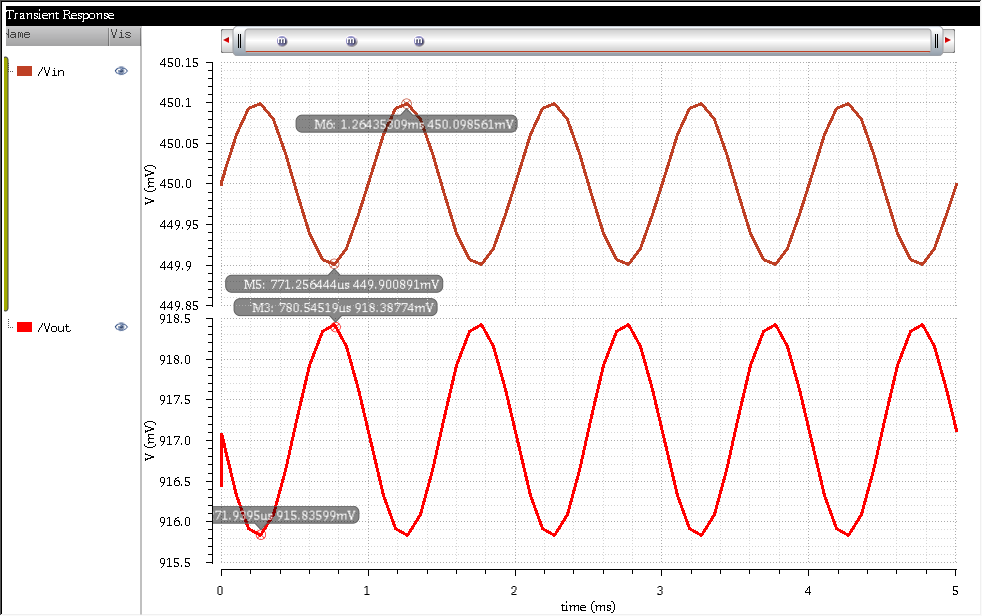 Transient Response
Name Vis
/Vin
450.15
450.1
450.05
450.0
449.95
449.9
449.85
V (mV)
M6: 1.26435309ms 450.098561mV
M5: 771.256444us 449.900891mV
M3: 780.54519us 918.38774mV
/Vout
918.5
918.0
917.5
917.0
916.5
916.0
915.5
V (mV)
71.9395us 915.83599mV
0 1 2 3 4 5
time (ms)